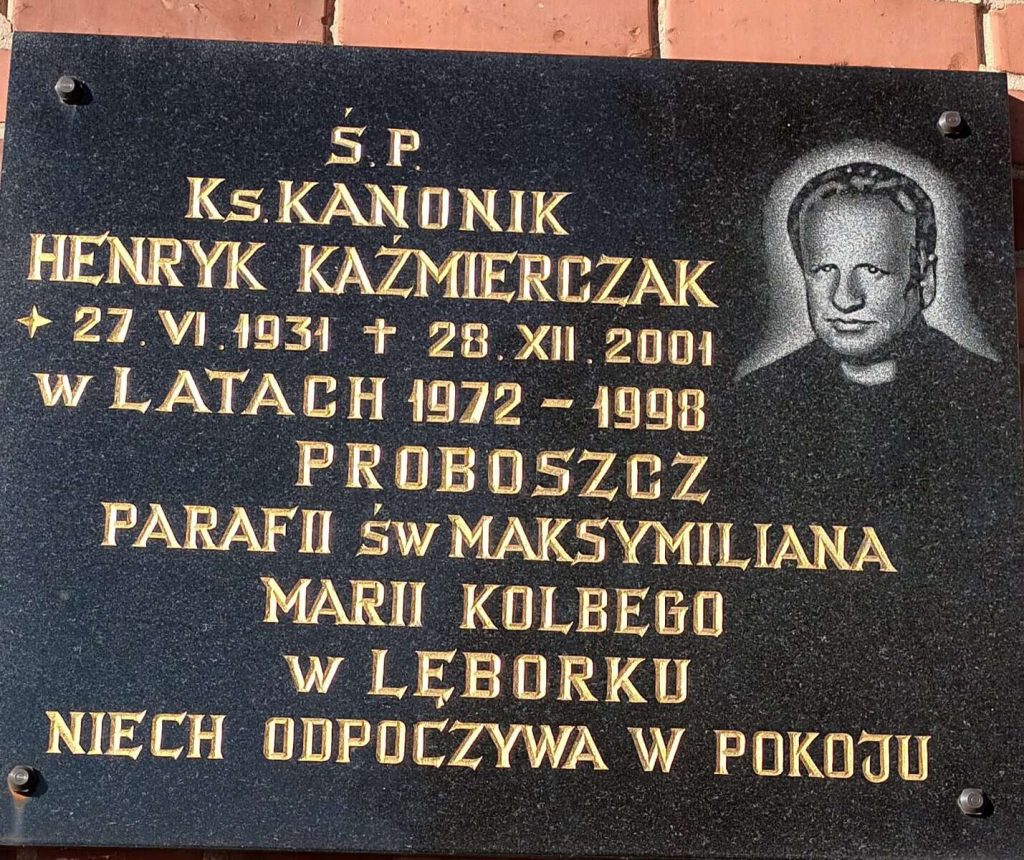 Ś.P.
Ks. KANONIK
HENRYK KAŹMIERCZAK
27.VI.1931 ✝ 28.XII.2001
W LATACH 1972 - 1998
PROBOSZCZ
PARAFII ŚW MAKSYMILIANA
MARII KOLBEGO
W LĘBORKU
NIECH ODPOCZYWA W POKOJU